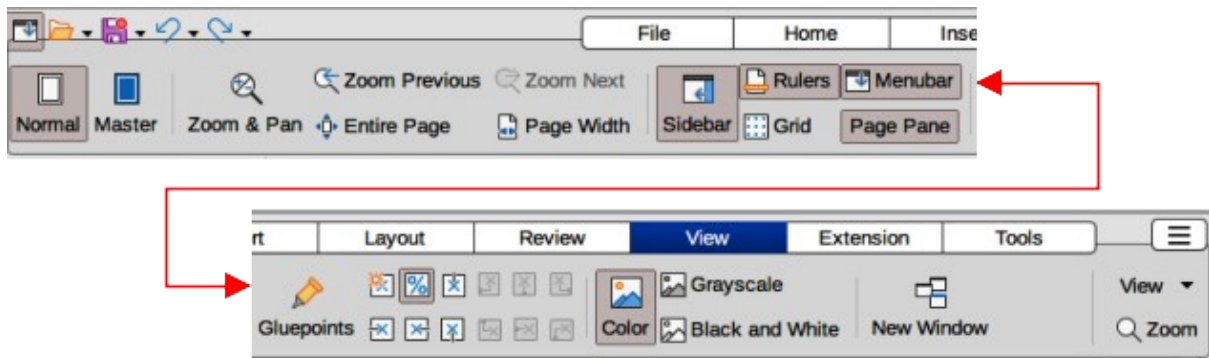 File Home Inse
Zoom Previous Zoom Next Rulers Menubar
Normal Master Zoom & Pan Entire Page Page Width Sidebar Grid Page Pane
rt Layout Review View Extension Tools
Grayscale View
Gluepoints Color Black and White New Window Zoom